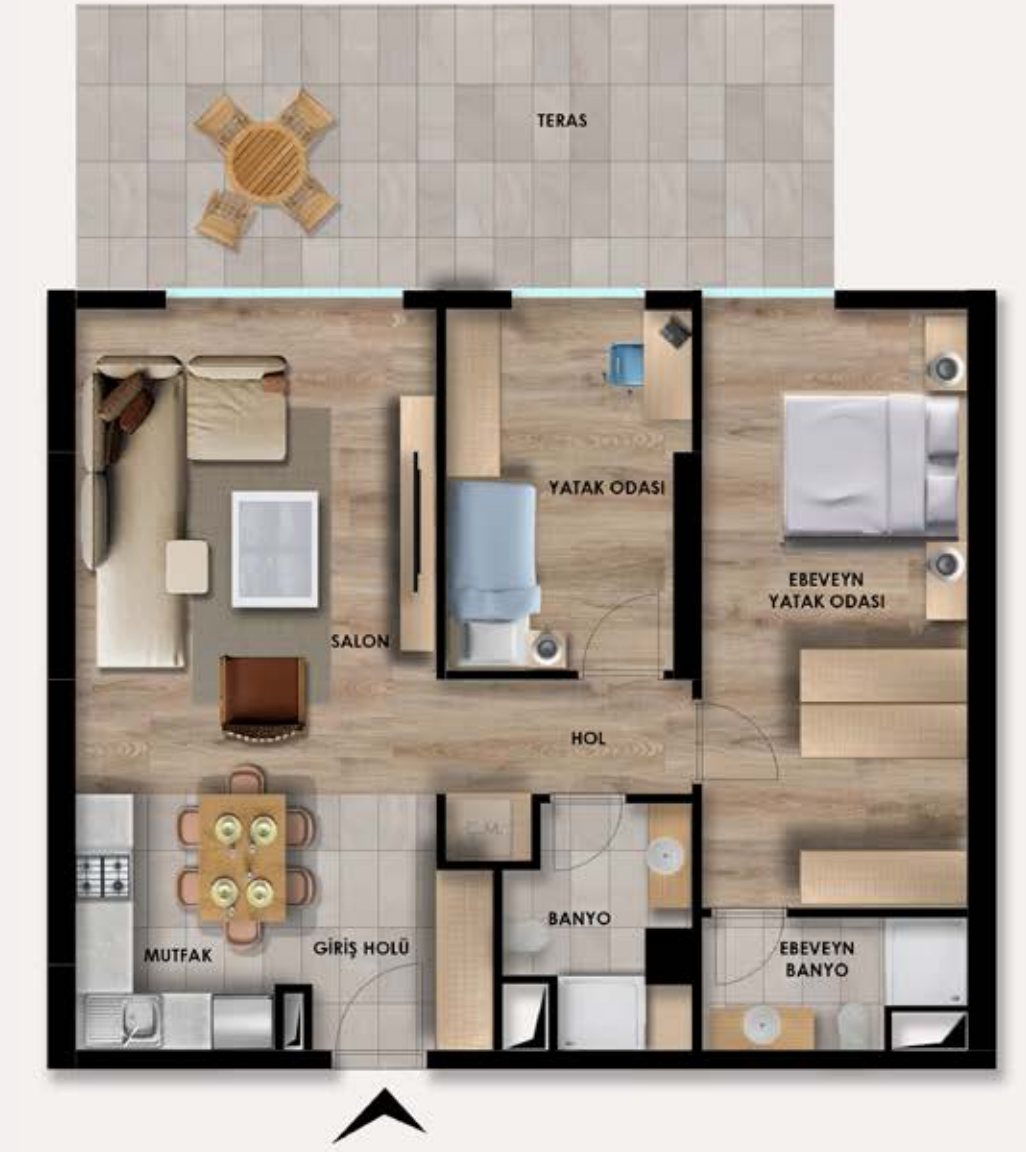 TERAS
YATAK ODASI
EBEVEYN
YATAK ODASI
SALON
HOL
Ç.M.
BANYO
MUTFAK
GİRİŞ HOLÜ
EBEVEYN
BANYO